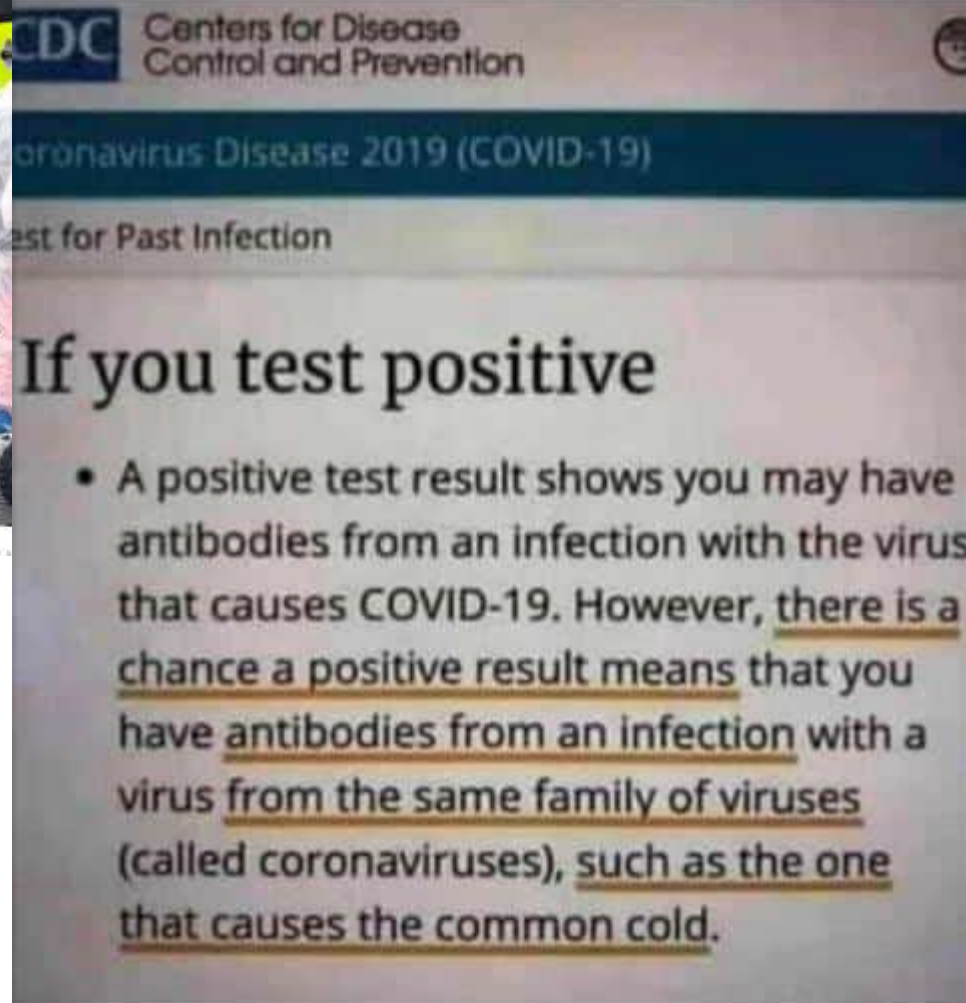 CDC
Centers for Disease
Control and Prevention
oronavirus Disease 2019 (COVID-19)
est for Past Infection
If you test positive
• A positive test result shows you may have
antibodies from an infection with the virus
that causes COVID-19. However, there is a
chance a positive result means that you
have antibodies from an infection with a
virus from the same family of viruses
(called coronaviruses), such as the one
that causes the common cold.